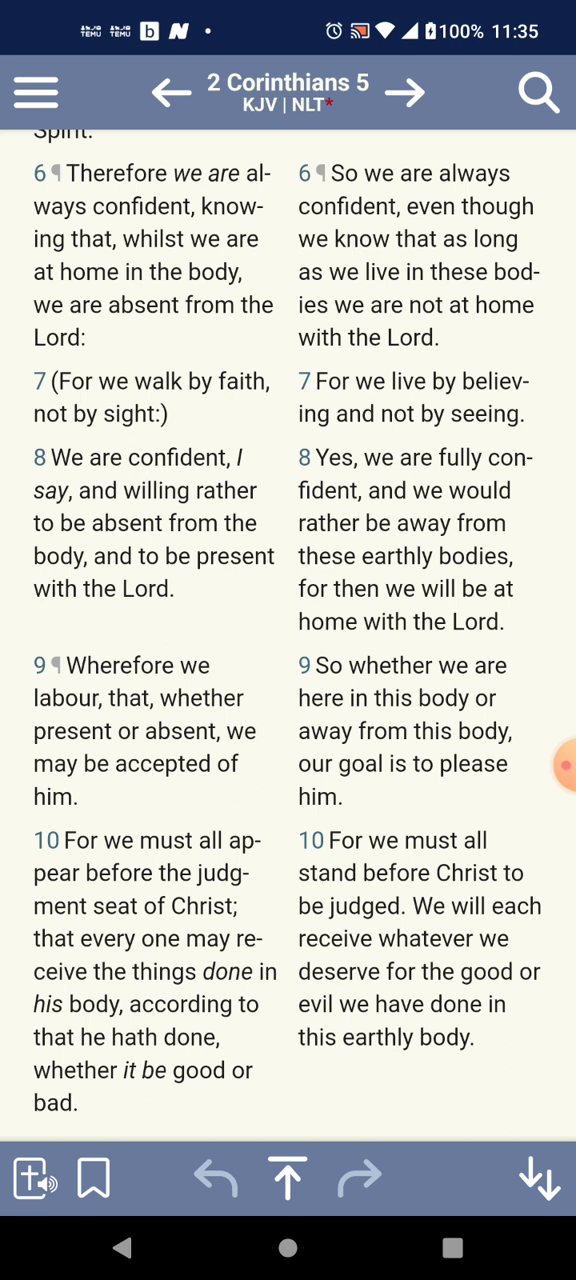 TEMU TEMU b N • 100% 11:35
2 Corinthians 5
KJV | NLT*
Spirit.
6 ¶ Therefore we are al-
ways confident, know-
ing that, whilst we are
at home in the body,
we are absent from the
Lord:
7 (For we walk by faith,
not by sight:)
8 We are confident, I
say, and willing rather
to be absent from the
body, and to be present
with the Lord.
9 ¶ Wherefore we
labour, that, whether
present or absent, we
may be accepted of
him.
10 For we must all ap-
pear before the judg-
ment seat of Christ;
that every one may re-
ceive the things done in
his body, according to
that he hath done,
whether it be good or
bad.
6 ¶ So we are always
confident, even though
we know that as long
as we live in these bod-
ies we are not at home
with the Lord.
7 For we live by believ-
ing and not by seeing.
8 Yes, we are fully con-
fident, and we would
rather be away from
these earthly bodies,
for then we will be at
home with the Lord.
9 So whether we are
here in this body or
away from this body,
our goal is to please
him.
10 For we must all
stand before Christ to
be judged. We will each
receive whatever we
deserve for the good or
evil we have done in
this earthly body.